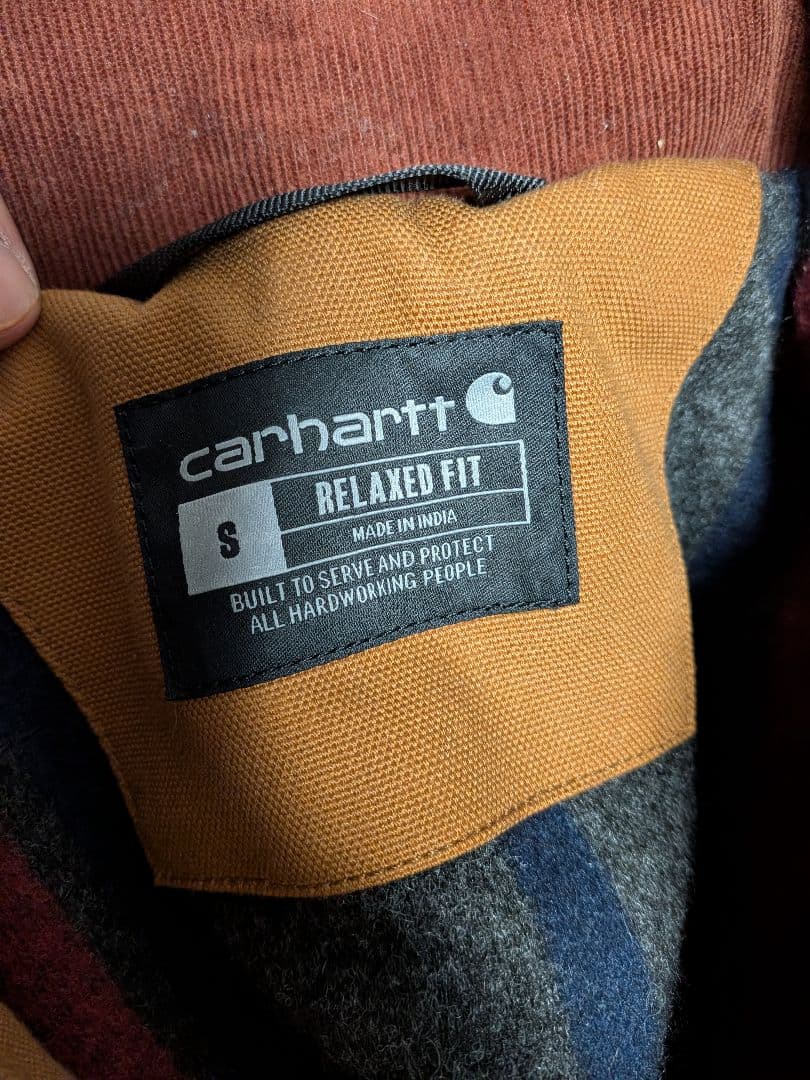 carhartt
S
RELAXED FIT
MADE IN INDIA
BUILT TO SERVE AND PROTECT
ALL HARDWORKING PEOPLE